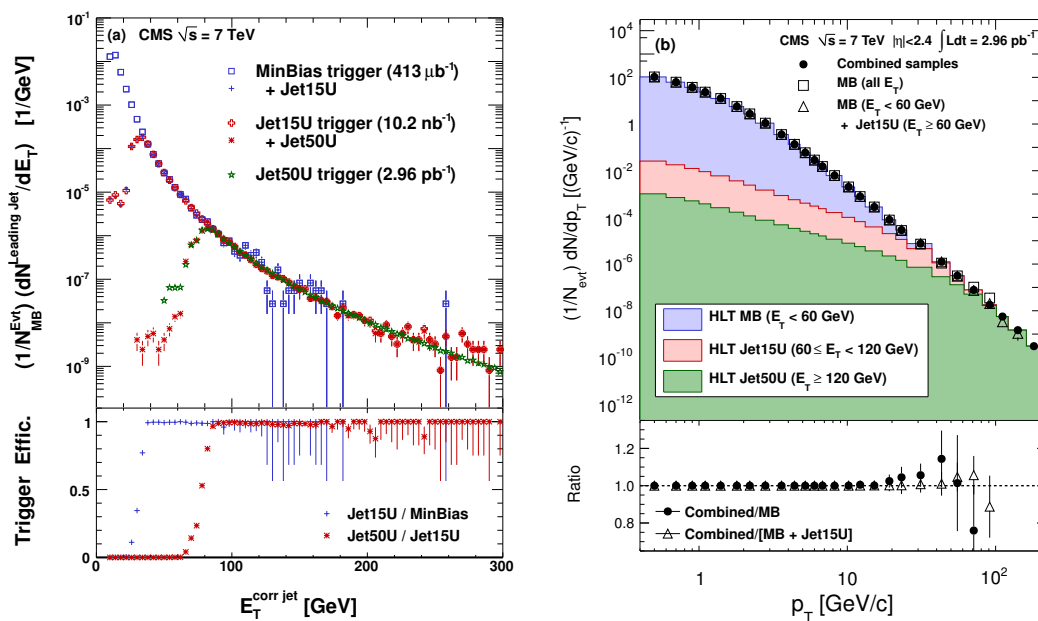 (a) CMS √s = 7 TeV
MinBias trigger (413 μb⁻¹)
+ Jet15U
Jet15U trigger (10.2 nb⁻¹)
+ Jet50U
Jet50U trigger (2.96 pb⁻¹)
(1/N_MB^Evt) (dN^Leading Jet/dE_T) [1/GeV]
10⁻¹
10⁻³
10⁻⁵
10⁻⁷
10⁻⁹
Trigger Effic.
1
0.5
0
Jet15U / MinBias
Jet50U / Jet15U
0 100 200 300
E_T^corr jet [GeV]
(b) CMS √s = 7 TeV |η|<2.4 ∫Ldt = 2.96 pb⁻¹
Combined samples
MB (all E_T)
MB (E_T < 60 GeV)
+ Jet15U (E_T ≥ 60 GeV)
(1/N_evt) dN/dp_T [(GeV/c)⁻¹]
10²
1
10⁻²
10⁻⁴
10⁻⁶
10⁻⁸
10⁻¹⁰
10⁻¹²
HLT MB (E_T < 60 GeV)
HLT Jet15U (60 ≤ E_T < 120 GeV)
HLT Jet50U (E_T ≥ 120 GeV)
Ratio
1.2
1.0
0.8
Combined/MB
Combined/[MB + Jet15U]
1 10 10²
p_T [GeV/c]